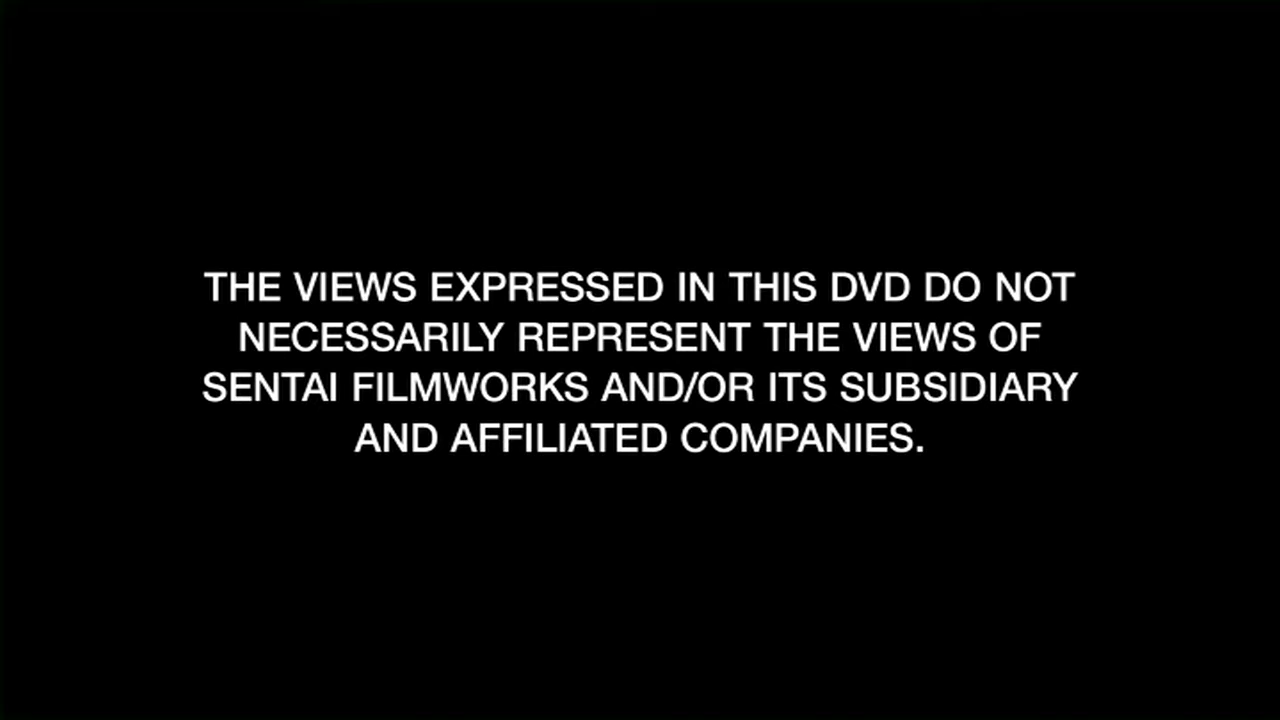 THE VIEWS EXPRESSED IN THIS DVD DO NOT
NECESSARILY REPRESENT THE VIEWS OF
SENTAI FILMWORKS AND/OR ITS SUBSIDIARY
AND AFFILIATED COMPANIES.